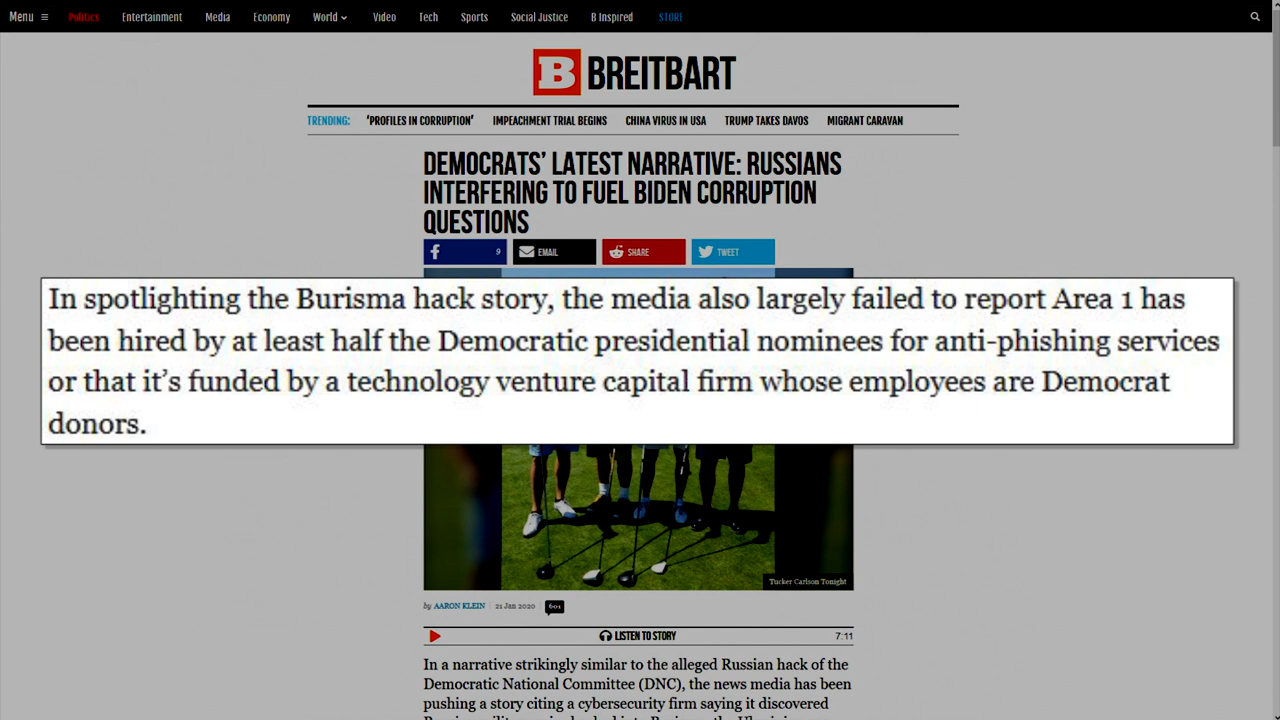 Menu
Politics
Entertainment
Media
Economy
World
Video
Tech
Sports
Social Justice
B Inspired
STORE
B BREITBART
TRENDING:
'PROFILES IN CORRUPTION'
IMPEACHMENT TRIAL BEGINS
CHINA VIRUS IN USA
TRUMP TAKES DAVOS
MIGRANT CARAVAN
DEMOCRATS' LATEST NARRATIVE: RUSSIANS
INTERFERING TO FUEL BIDEN CORRUPTION
QUESTIONS
9
EMAIL
SHARE
TWEET
In spotlighting the Burisma hack story, the media also largely failed to report Area 1 has
been hired by at least half the Democratic presidential nominees for anti-phishing services
or that it's funded by a technology venture capital firm whose employees are Democrat
donors.
Tucker Carlson Tonight
by AARON KLEIN | 21 Jan 2020 | 601
LISTEN TO STORY
7:11
In a narrative strikingly similar to the alleged Russian hack of the
Democratic National Committee (DNC), the news media has been
pushing a story citing a cybersecurity firm saying it discovered